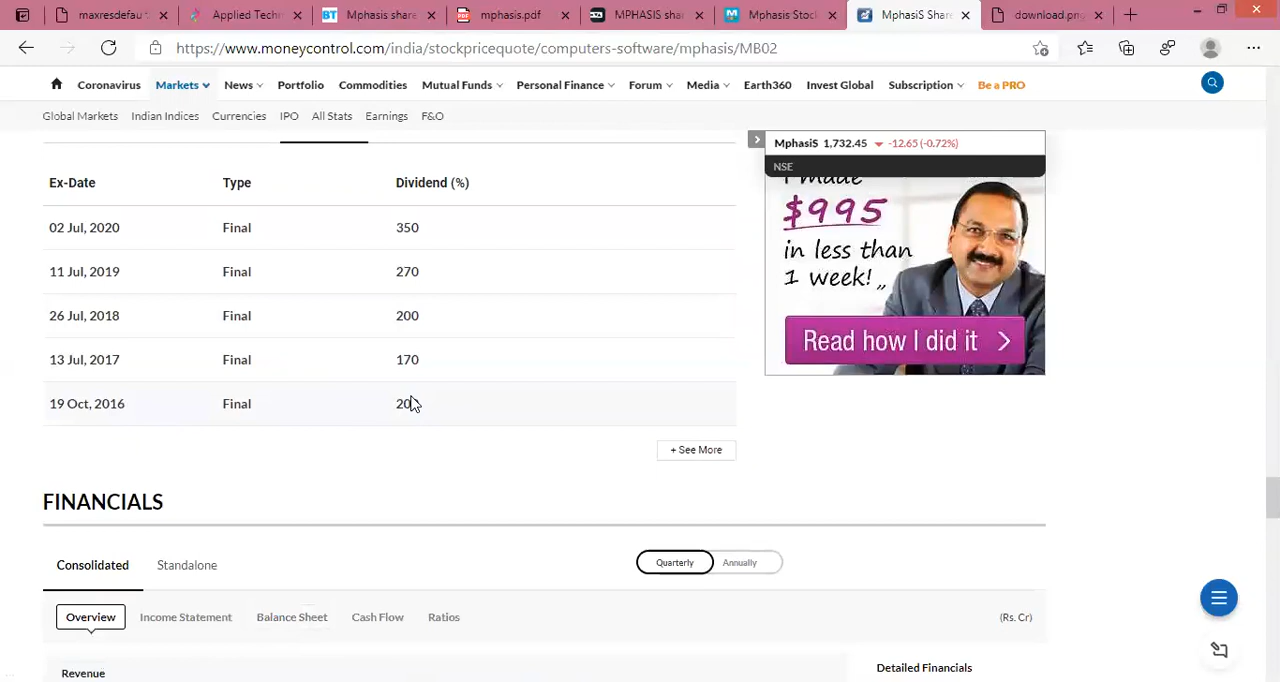 maxresdefau
Applied Techn
Mphasis share
mphasis.pdf
MPHASIS shar
Mphasis Stock
MphasiS Share
download.png
https://www.moneycontrol.com/india/stockpricequote/computers-software/mphasis/MB02
Coronavirus Markets News Portfolio Commodities Mutual Funds Personal Finance Forum Media Earth360 Invest Global Subscription Be a PRO
Global Markets Indian Indices Currencies IPO All Stats Earnings F&O
MphasiS 1,732.45 -12.65 (-0.72%)
NSE
Ex-Date Type Dividend (%)
02 Jul, 2020 Final 350
11 Jul, 2019 Final 270
26 Jul, 2018 Final 200
13 Jul, 2017 Final 170
19 Oct, 2016 Final
+ See More
I made
$995
in less than
1 week!„
Read how I did it >
FINANCIALS
Consolidated Standalone
Quarterly Annually
Overview Income Statement Balance Sheet Cash Flow Ratios (Rs. Cr)
Revenue
Detailed Financials